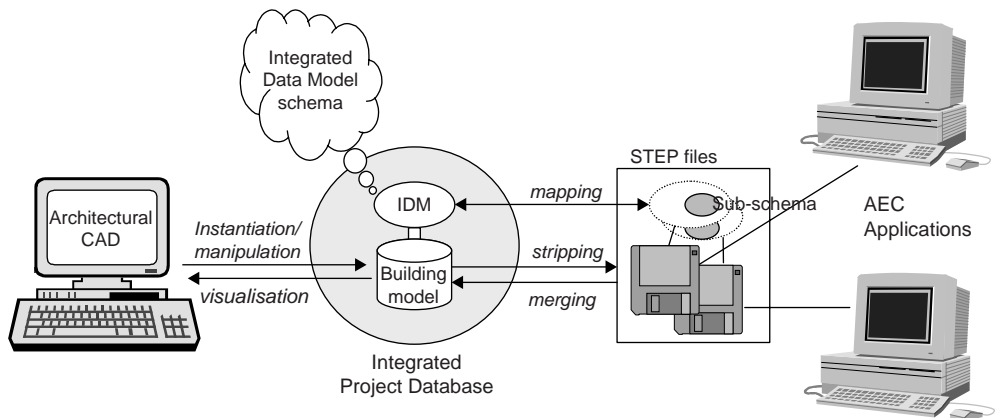 Integrated
Data Model
schema
Architectural
CAD
Instantiation/
manipulation
visualisation
IDM
Building
model
Integrated
Project Database
mapping
stripping
merging
STEP files
Sub-schema
AEC
Applications